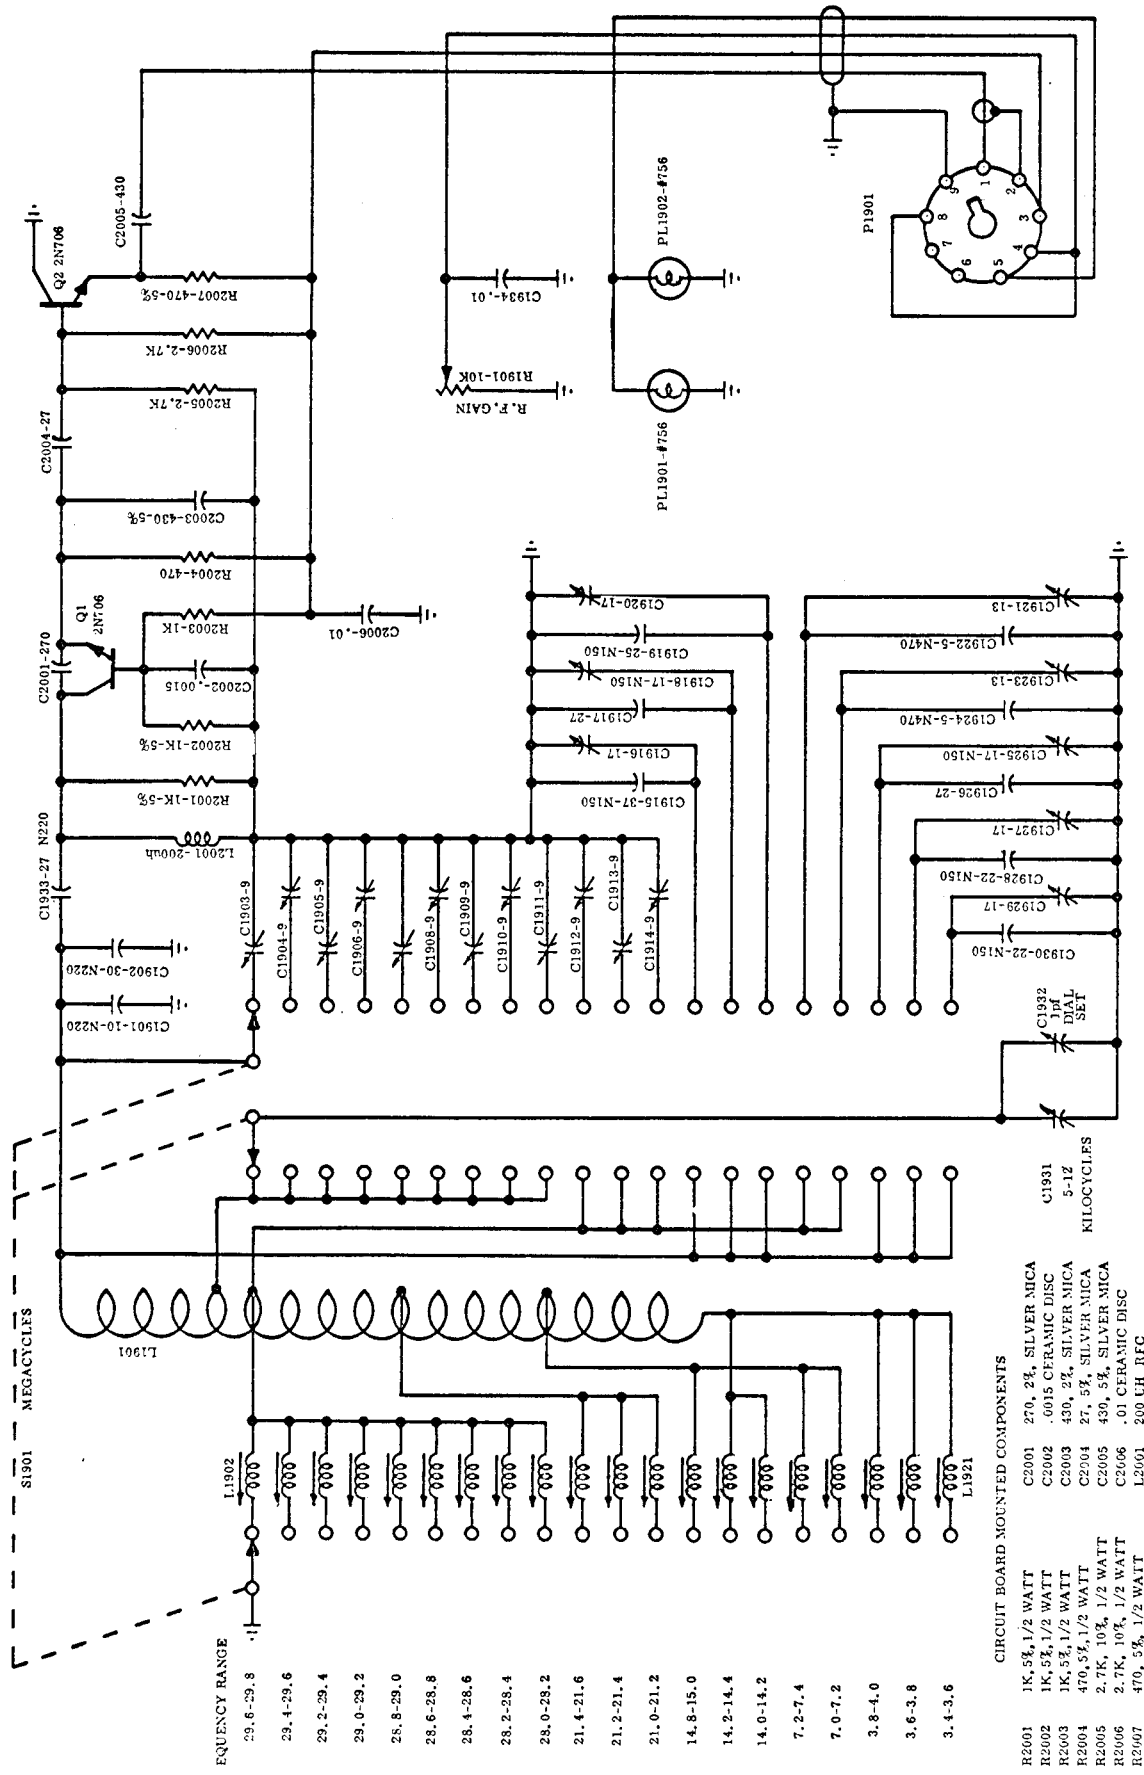 C2005-430
Q2 2N706
R2007-470-5%
R2006-2.7K
R2005-2.7K
C2004-27
C2003-430-5%
R2004-470
Q1
2N706
R2003-1K
C2006-.01
C2001-270
C2002-.0015
R2002-1K-5%
R2001-1K-5%
L2001-200uh
C1933-27 N220
C1902-30-N220
C1901-10-N220
C1934-.01
R1901-10K
R.F. GAIN
PL1902-#756
PL1901-#756
P1901
1
2
3
4
5
6
7
8
9
C1903-9
C1904-9
C1905-9
C1906-9
C1908-9
C1909-9
C1910-9
C1911-9
C1912-9
C1913-9
C1914-9
C1920-17
C1919-25-N150
C1918-17-N150
C1917-27
C1916-17
C1915-37-N150
C1921-13
C1922-5-N470
C1923-13
C1924-5-N470
C1925-17-N150
C1926-27
C1927-17
C1928-22-N150
C1929-17
C1930-22-N150
C1932
1pf
DIAL
SET
C1931
5-12
KILOCYCLES
S1901 MEGACYCLES
L1901
L1902
L1921
EQUENCY RANGE
29.6-29.8
29.4-29.6
29.2-29.4
29.0-29.2
28.8-29.0
28.6-28.8
28.4-28.6
28.2-28.4
28.0-28.2
21.4-21.6
21.2-21.4
21.0-21.2
14.8-15.0
14.2-14.4
14.0-14.2
7.2-7.4
7.0-7.2
3.8-4.0
3.6-3.8
3.4-3.6
CIRCUIT BOARD MOUNTED COMPONENTS
R2001 1K, 5%, 1/2 WATT C2001 270, 2%, SILVER MICA
R2002 1K, 5%, 1/2 WATT C2002 .0015 CERAMIC DISC
R2003 1K, 5%, 1/2 WATT C2003 430, 2%, SILVER MICA
R2004 470, 5%, 1/2 WATT C2004 27, 5%, SILVER MICA
R2005 2.7K, 10%, 1/2 WATT C2005 430, 5%, SILVER MICA
R2006 2.7K, 10%, 1/2 WATT C2006 .01 CERAMIC DISC
R2007 470, 5%, 1/2 WATT L2001 200 UH RFC